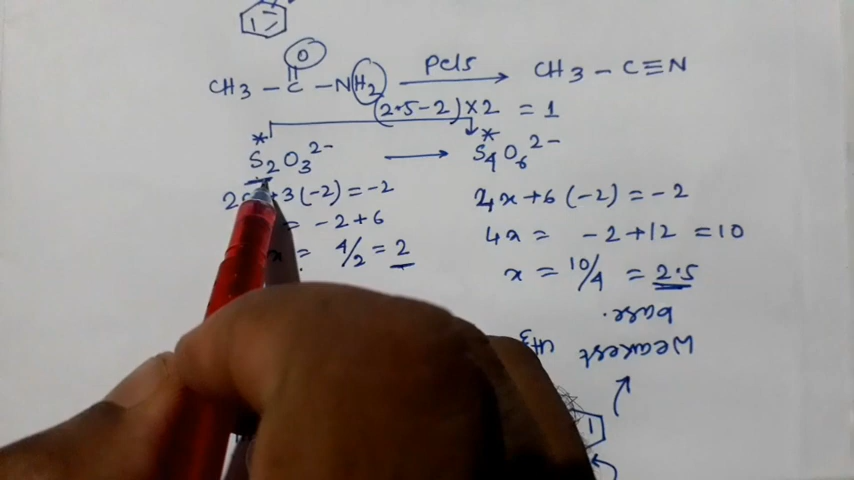 O
CH3 – C – NH2 PCl5 CH3 – C≡N
(2.5-2)×2 = 1
* *
S2O3^2- → S4O6^2-
+3(-2) = -2 4x+6(-2) = -2
= -2+6 4x = -2+12 = 10
x = 4/2 = 2 x = 10/4 = 2.5
base.
Weakest CH3